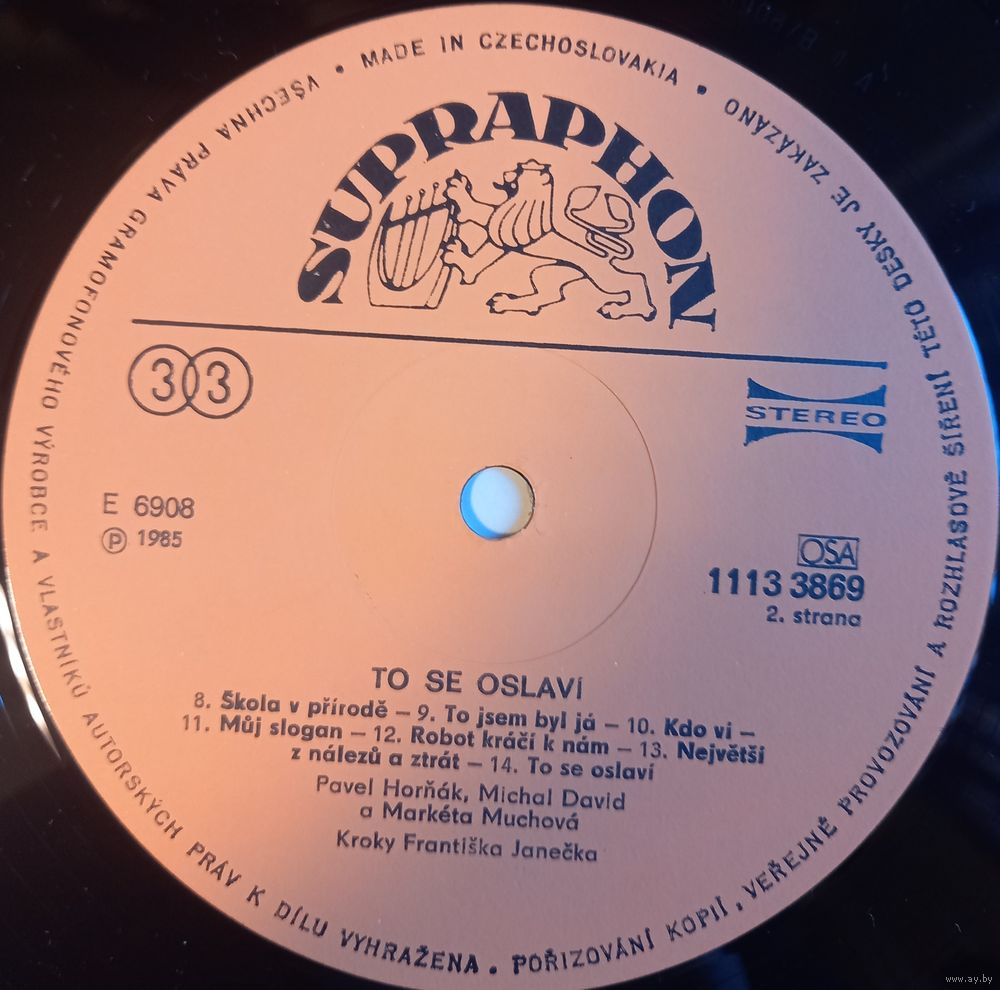 MADE IN CZECHOSLOVAKIA • VŠECHNA PRÁVA GRAMOFONOVÉHO VÝROBCE A VLASTNÍKŮ AUTORSKÝCH PRÁV K DÍLU VYHRAŽENA • POŘIZOVÁNÍ KOPIÍ, VEŘEJNÉ PROVOZOVÁNÍ A ROZHLASOVÉ ŠÍŘENÍ TÉTO DESKY JE ZAKÁZÁNO •
SUPRAPHON
33
STEREO
E 6908
Ⓟ 1985
OSA
1113 3869
2. strana
TO SE OSLAVÍ
8. Škola v přírodě – 9. To jsem byl já – 10. Kdo ví –
11. Můj slogan – 12. Robot kráčí k nám – 13. Největší
z nálezů a ztrát – 14. To se oslaví
Pavel Horňák, Michal David
a Markéta Muchová
Kroky Františka Janečka
www.ay.by